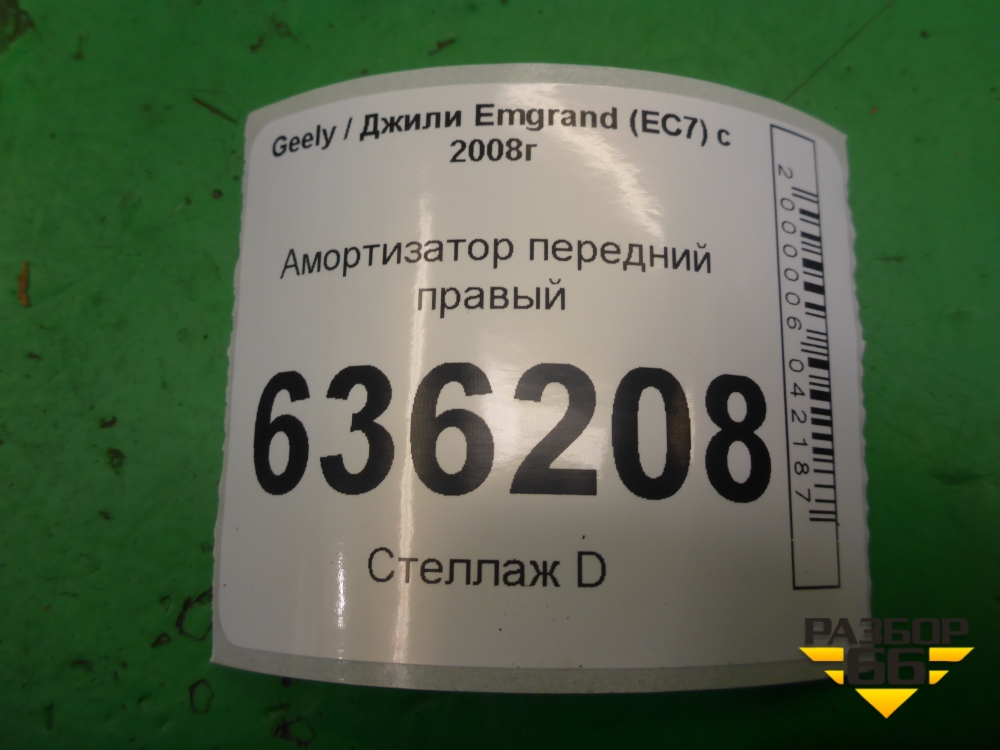 Geely / Джили Emgrand (EC7) с
2008г
Амортизатор передний
правый
636208
Стеллаж D
2000006042187
РАЗБОР
66